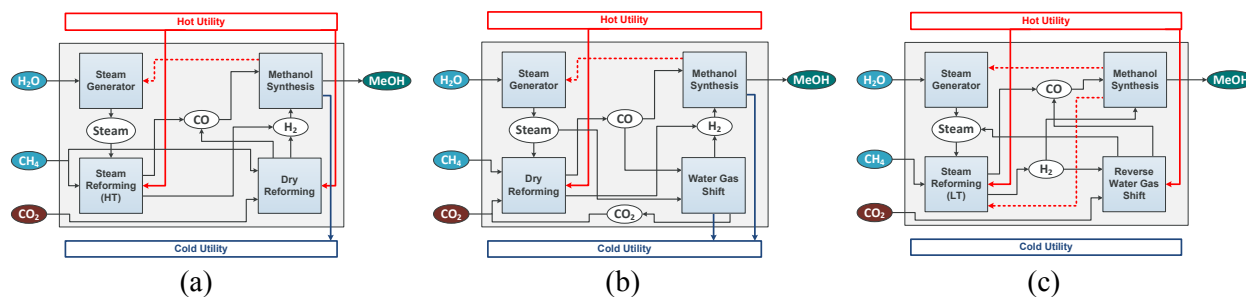 Hot Utility
H₂O
Steam
Generator
Methanol
Synthesis
MeOH
Steam
CO
H₂
CH₄
Steam
Reforming
(HT)
Dry
Reforming
CO₂
Cold Utility
(a)
Hot Utility
H₂O
Steam
Generator
Methanol
Synthesis
MeOH
Steam
CO
H₂
CH₄
Dry
Reforming
Water Gas
Shift
CO₂
CO₂
Cold Utility
(b)
Hot Utility
H₂O
Steam
Generator
Methanol
Synthesis
MeOH
CO
Steam
CH₄
Steam
Reforming
(LT)
H₂
Reverse
Water Gas
Shift
CO₂
Cold Utility
(c)